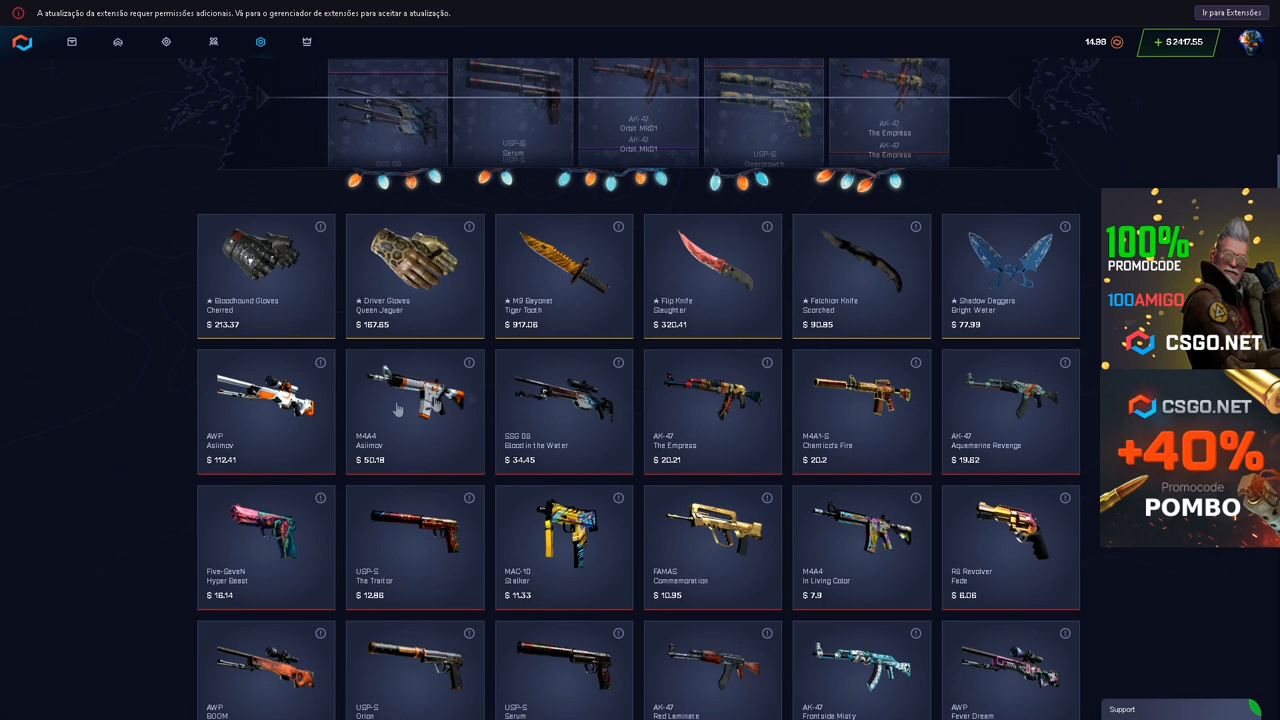 A atualização da extensão requer permissões adicionais. Vá para o gerenciador de extensões para aceitar a atualização.
Ir para Extensões
14.98
+ $ 2417.55
SSG 08
USP-S
Serum
USP-S
AK-47
Orbit Mk01
AK-47
Orbit Mk01
USP-S
Overgrowth
AK-47
The Empress
AK-47
The Empress
★ Bloodhound Gloves
Charred
$ 213.37
★ Driver Gloves
Queen Jaguar
$ 167.65
★ M9 Bayonet
Tiger Tooth
$ 917.06
★ Flip Knife
Slaughter
$ 320.41
★ Falchion Knife
Scorched
$ 90.85
★ Shadow Daggers
Bright Water
$ 77.99
AWP
Asiimov
$ 112.41
M4A4
Asiimov
$ 50.18
SSG 08
Blood in the Water
$ 34.45
AK-47
The Empress
$ 20.21
M4A1-S
Chantico's Fire
$ 20.2
AK-47
Aquamarine Revenge
$ 19.62
Five-SeveN
Hyper Beast
$ 16.14
USP-S
The Traitor
$ 12.86
MAC-10
Stalker
$ 11.33
FAMAS
Commemoration
$ 10.95
M4A4
In Living Color
$ 7.9
R8 Revolver
Fade
$ 6.06
AWP
BOOM
USP-S
Orion
USP-S
Serum
AK-47
Red Laminate
AK-47
Frontside Misty
AWP
Fever Dream
100%
PROMOCODE
100AMIGO
CSGO.NET
CSGO.NET
+40%
Promocode
POMBO
Support